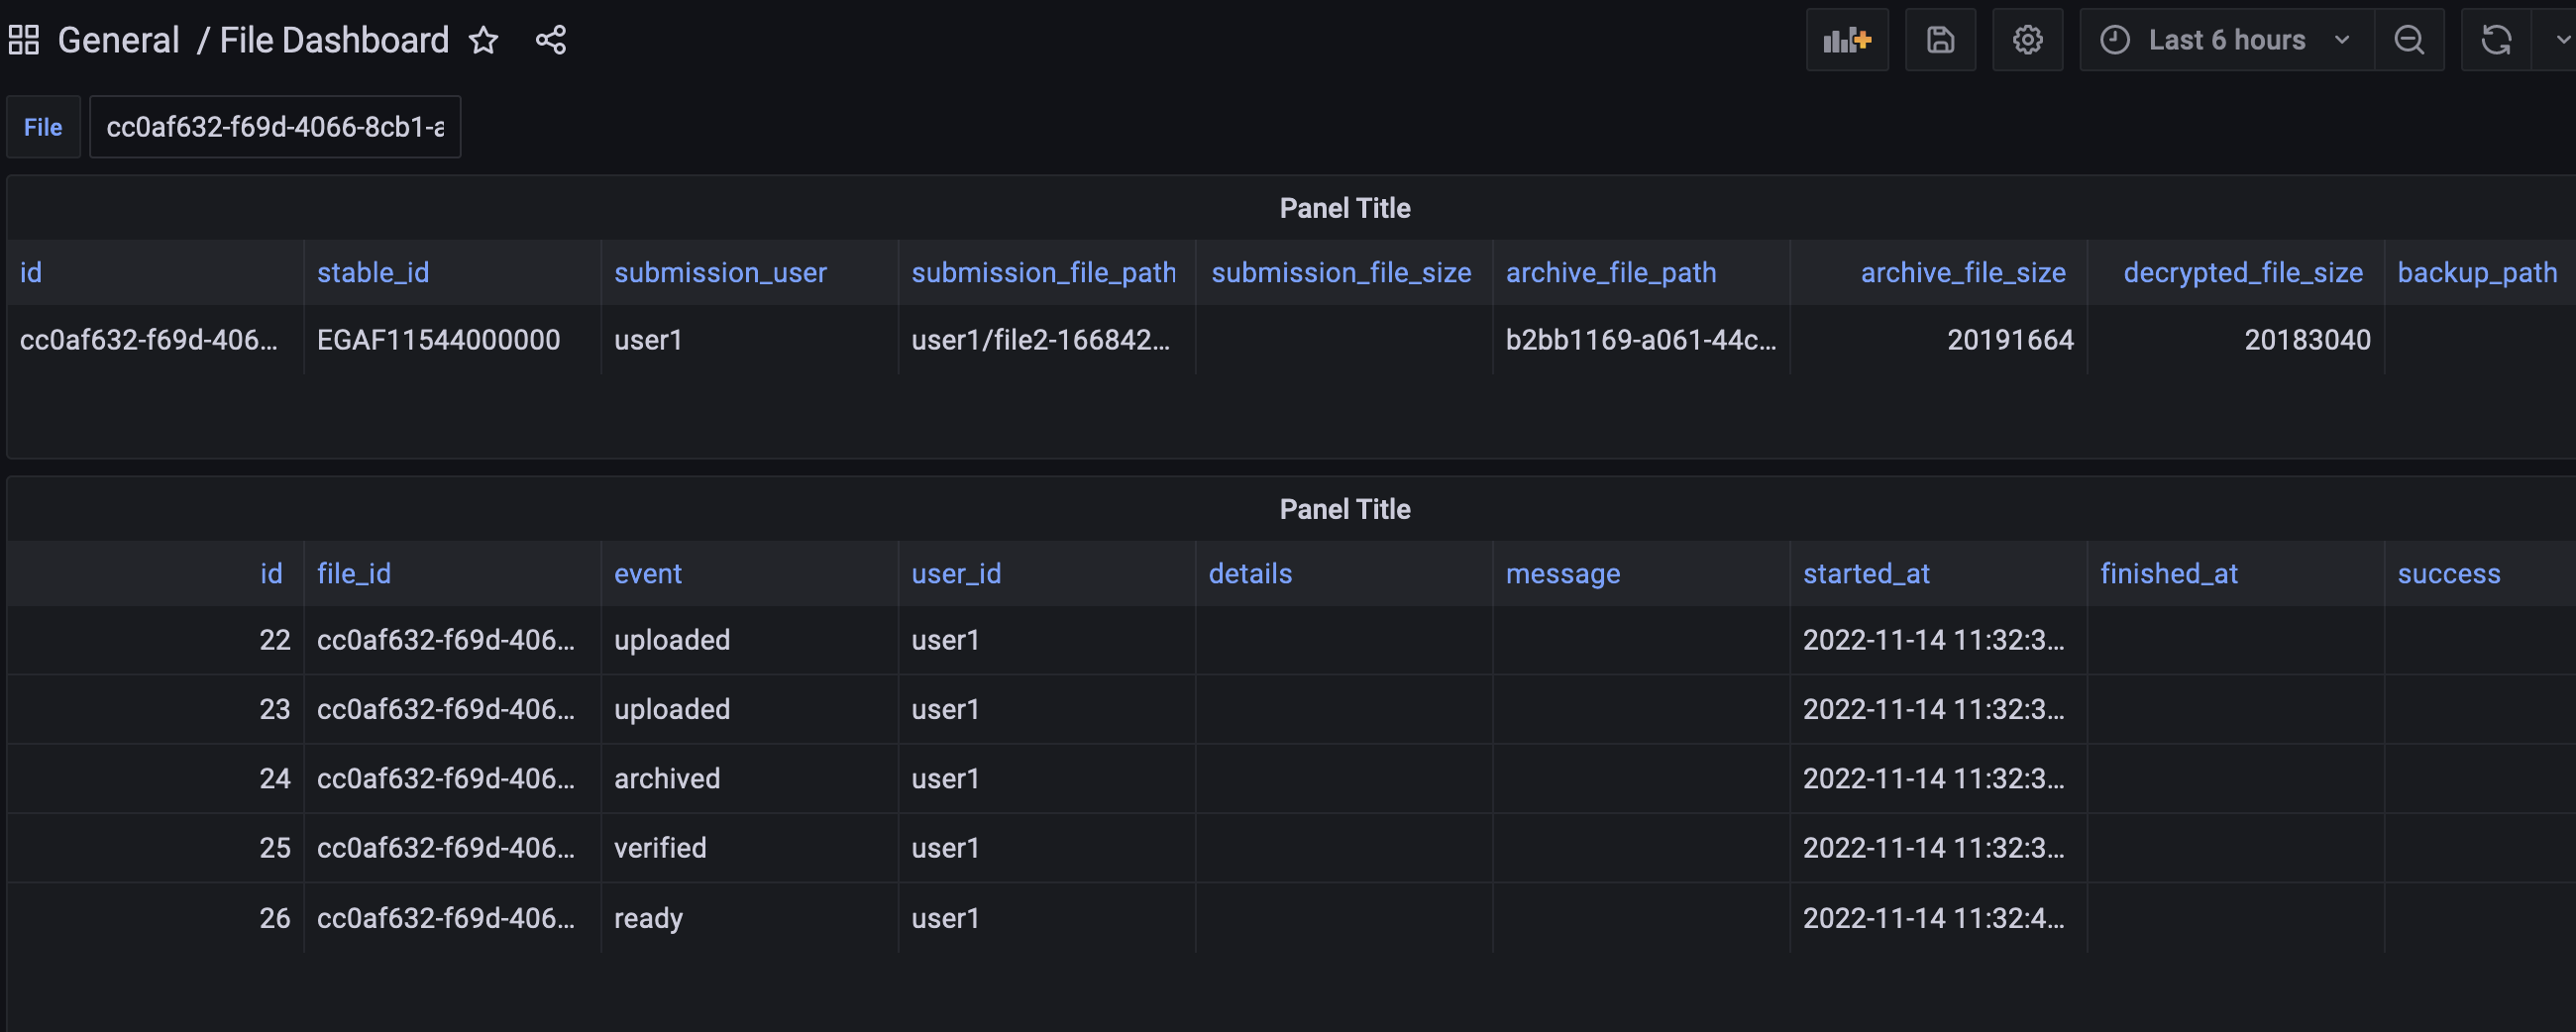 General / File Dashboard Last 6 hours
File cc0af632-f69d-4066-8cb1-a
Panel Title
id stable_id submission_user submission_file_path submission_file_size archive_file_path archive_file_size decrypted_file_size backup_path
cc0af632-f69d-406... EGAF11544000000 user1 user1/file2-166842... b2bb1169-a061-44c... 20191664 20183040
Panel Title
id file_id event user_id details message started_at finished_at success
22 cc0af632-f69d-406... uploaded user1 2022-11-14 11:32:3...
23 cc0af632-f69d-406... uploaded user1 2022-11-14 11:32:3...
24 cc0af632-f69d-406... archived user1 2022-11-14 11:32:3...
25 cc0af632-f69d-406... verified user1 2022-11-14 11:32:3...
26 cc0af632-f69d-406... ready user1 2022-11-14 11:32:4...